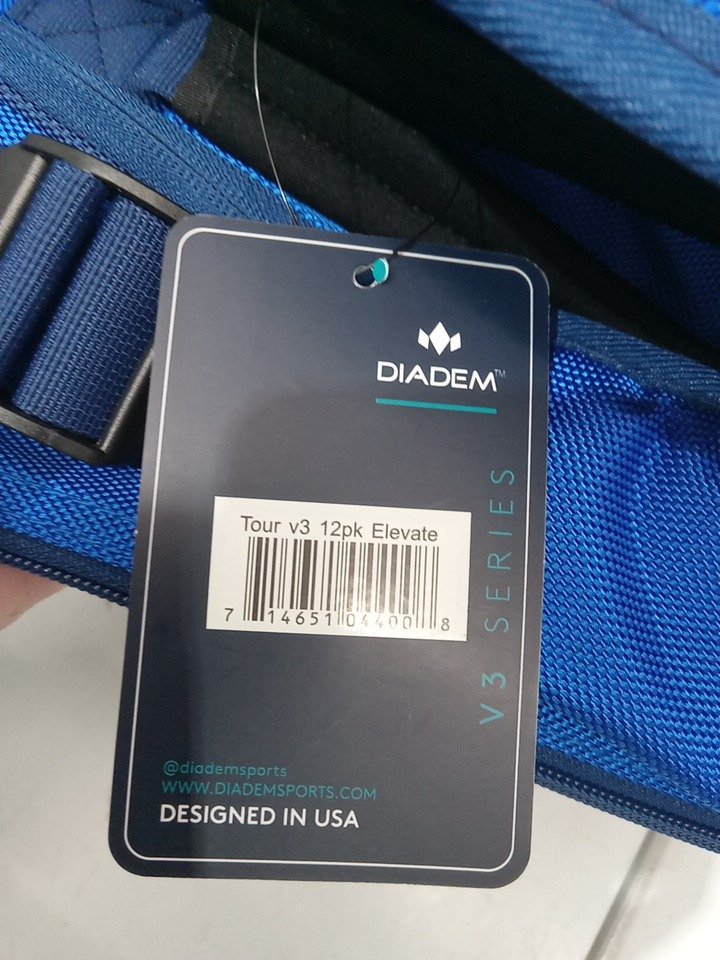 DIADEM™
Tour v3 12pk Elevate
7 14651 04400 8
V3 SERIES
@diademsports
WWW.DIADEMSPORTS.COM
DESIGNED IN USA